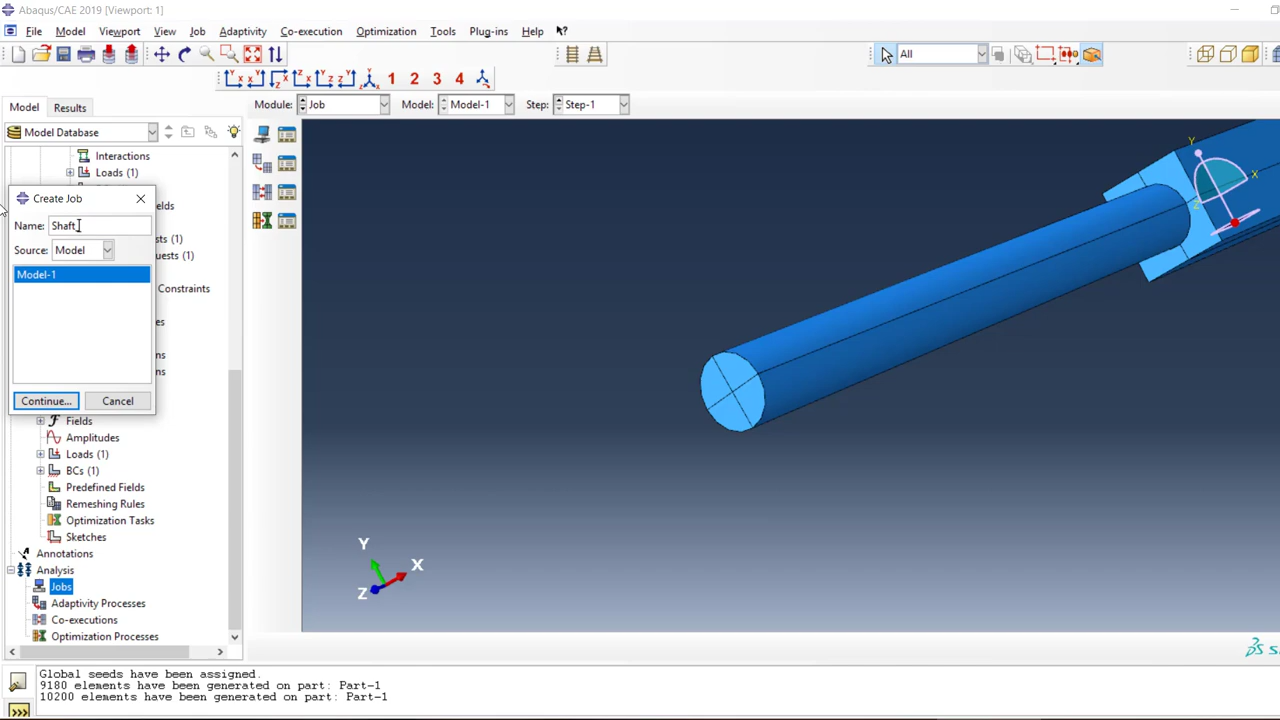 Abaqus/CAE 2019 [Viewport: 1]
File Model Viewport View Job Adaptivity Co-execution Optimization Tools Plug-ins Help
All
1 2 3 4
Model Results
Module: Job Model: Model-1 Step: Step-1
Model Database
Interactions
Loads (1)
Create Job
Name: Shaft
Source: Model
Model-1
Continue... Cancel
Fields
Amplitudes
Loads (1)
BCs (1)
Predefined Fields
Remeshing Rules
Optimization Tasks
Sketches
Annotations
Analysis
Jobs
Adaptivity Processes
Co-executions
Optimization Processes
Constraints
Y
X
Z
Y
X
Z
Global seeds have been assigned.
9180 elements have been generated on part: Part-1
10200 elements have been generated on part: Part-1